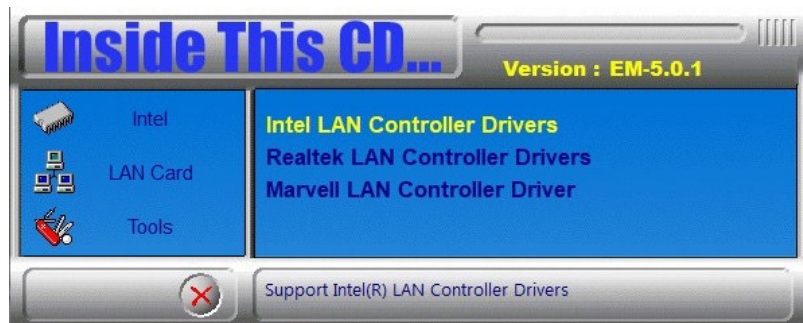 Inside This CD...
Version : EM-5.0.1
Intel
LAN Card
Tools
Intel LAN Controller Drivers
Realtek LAN Controller Drivers
Marvell LAN Controller Driver
Support Intel(R) LAN Controller Drivers